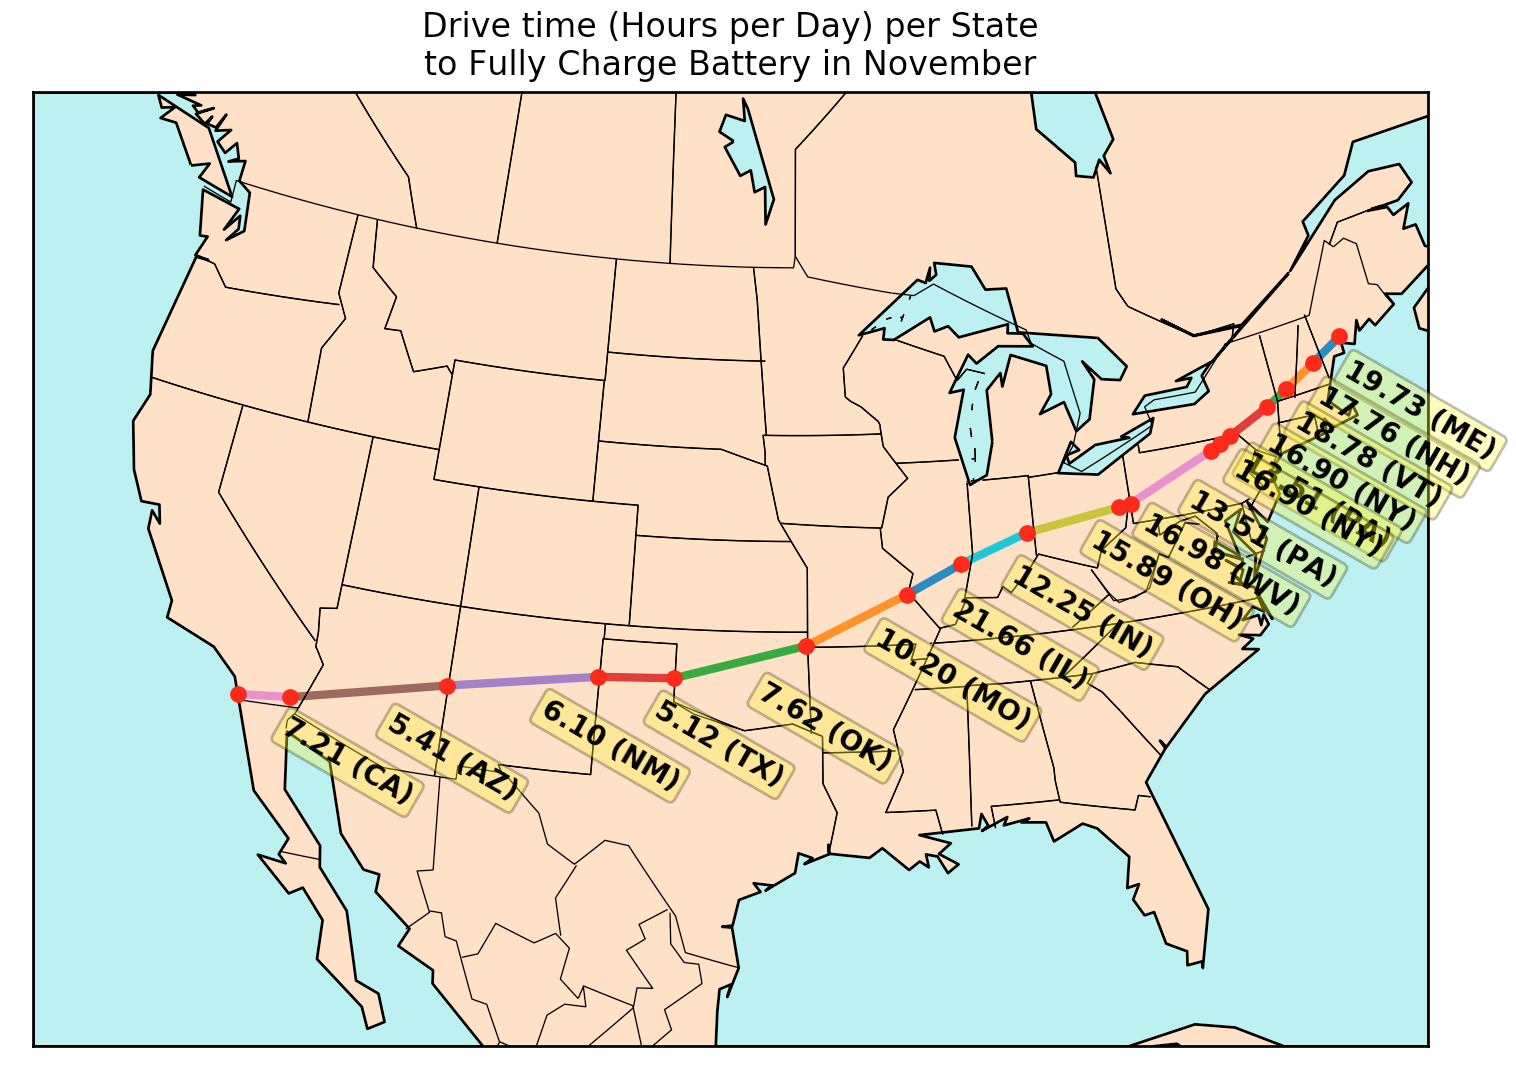 Drive time (Hours per Day) per State
to Fully Charge Battery in November
19.73 (ME)
17.76 (NH)
18.78 (VT)
16.90 (NY)
13.51 (PA)
16.90 (NY)
13.51 (PA)
16.98 (WV)
15.89 (OH)
12.25 (IN)
21.66 (IL)
10.20 (MO)
7.62 (OK)
5.12 (TX)
6.10 (NM)
5.41 (AZ)
7.21 (CA)